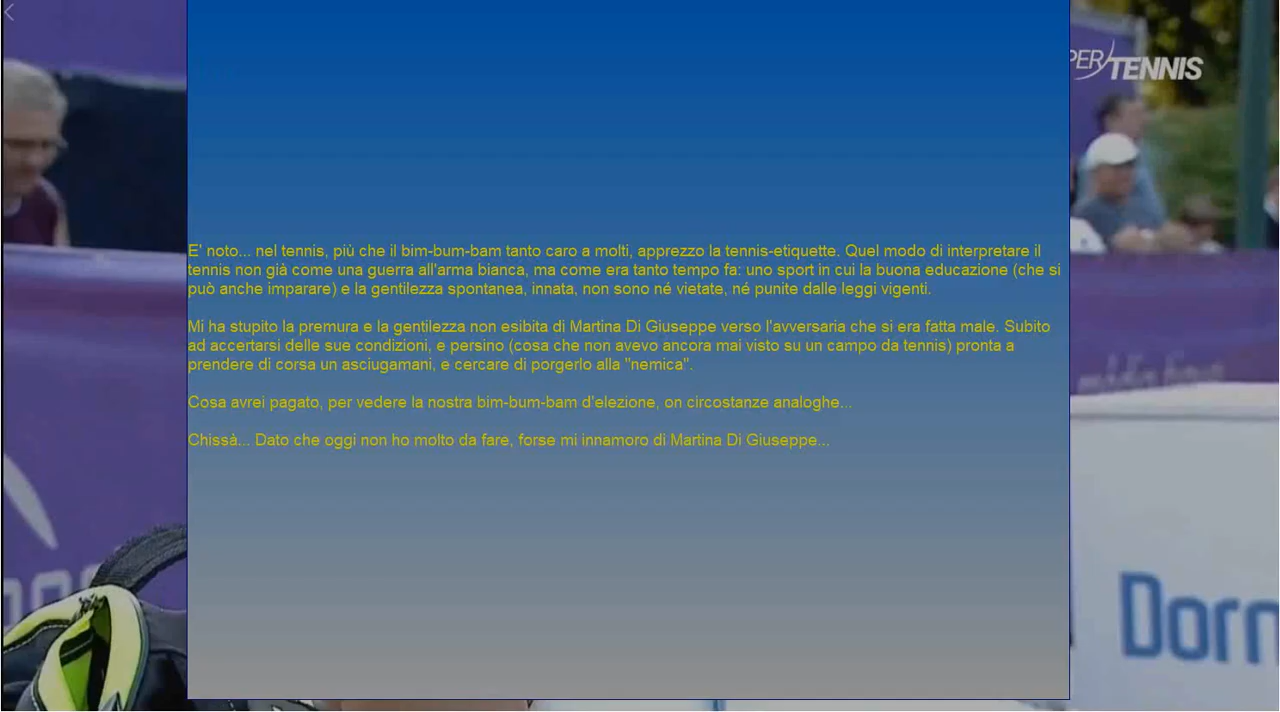 PER TENNIS
E' noto... nel tennis, più che il bim-bum-bam tanto caro a molti, apprezzo la tennis-etiquette. Quel modo di interpretare il
tennis non già come una guerra all'arma bianca, ma come era tanto tempo fa: uno sport in cui la buona educazione (che si
può anche imparare) e la gentilezza spontanea, innata, non sono né vietate, né punite dalle leggi vigenti.
Mi ha stupito la premura e la gentilezza non esibita di Martina Di Giuseppe verso l'avversaria che si era fatta male. Subito
ad accertarsi delle sue condizioni, e persino (cosa che non avevo ancora mai visto su un campo da tennis) pronta a
prendere di corsa un asciugamani, e cercare di porgerlo alla "nemica".
Cosa avrei pagato, per vedere la nostra bim-bum-bam d'elezione, on circostanze analoghe...
Chissà... Dato che oggi non ho molto da fare, forse mi innamoro di Martina Di Giuseppe...
Dorn